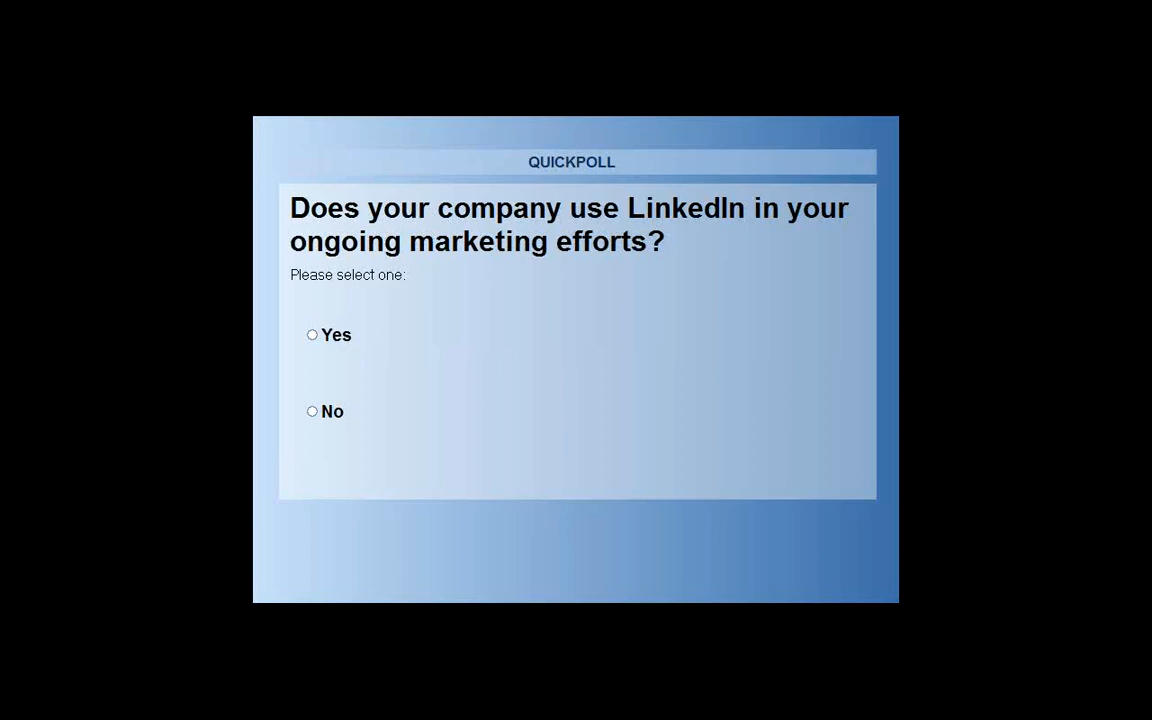 QUICKPOLL
Does your company use LinkedIn in your
ongoing marketing efforts?
Please select one:
Yes
No